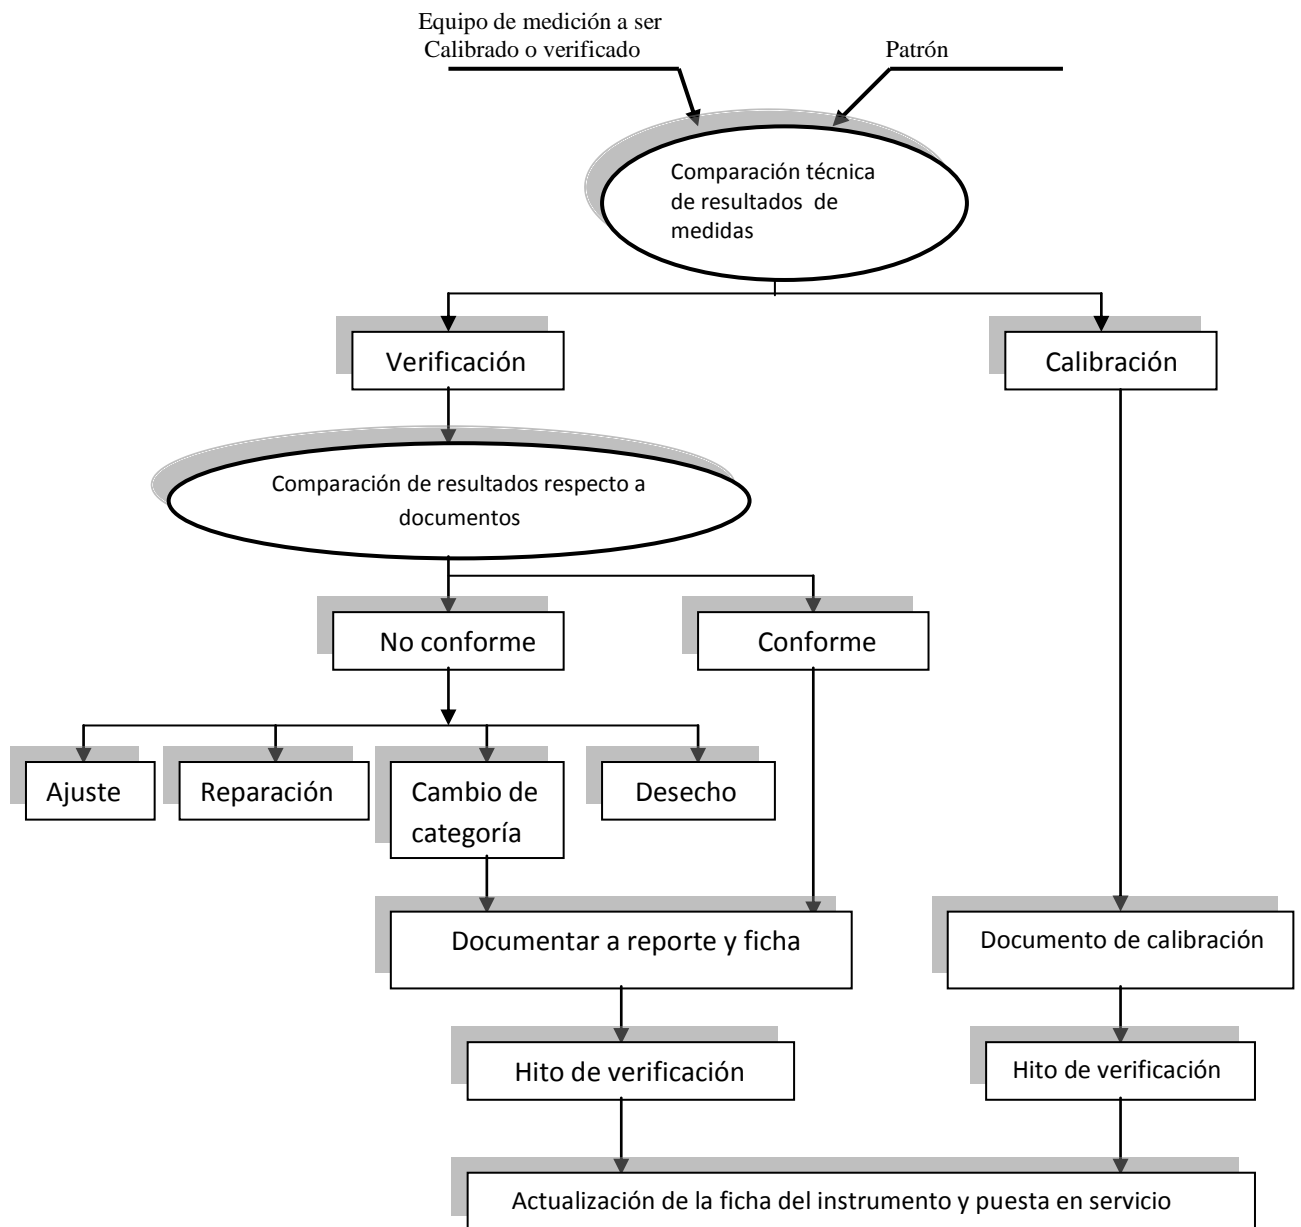 Equipo de medición a ser
Calibrado o verificado
Patrón
Comparación técnica
de resultados de
medidas
Verificación
Calibración
Comparación de resultados respecto a
documentos
No conforme
Conforme
Ajuste
Reparación
Cambio de
categoría
Desecho
Documentar a reporte y ficha
Documento de calibración
Hito de verificación
Hito de verificación
Actualización de la ficha del instrumento y puesta en servicio